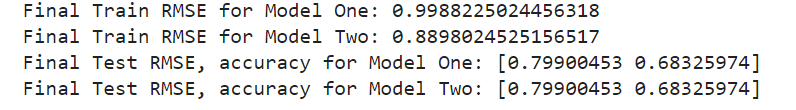 Final Train RMSE for Model One: 0.9988225024456318
Final Train RMSE for Model Two: 0.8898024525156517
Final Test RMSE, accuracy for Model One: [0.79900453 0.68325974]
Final Test RMSE, accuracy for Model Two: [0.79900453 0.68325974]